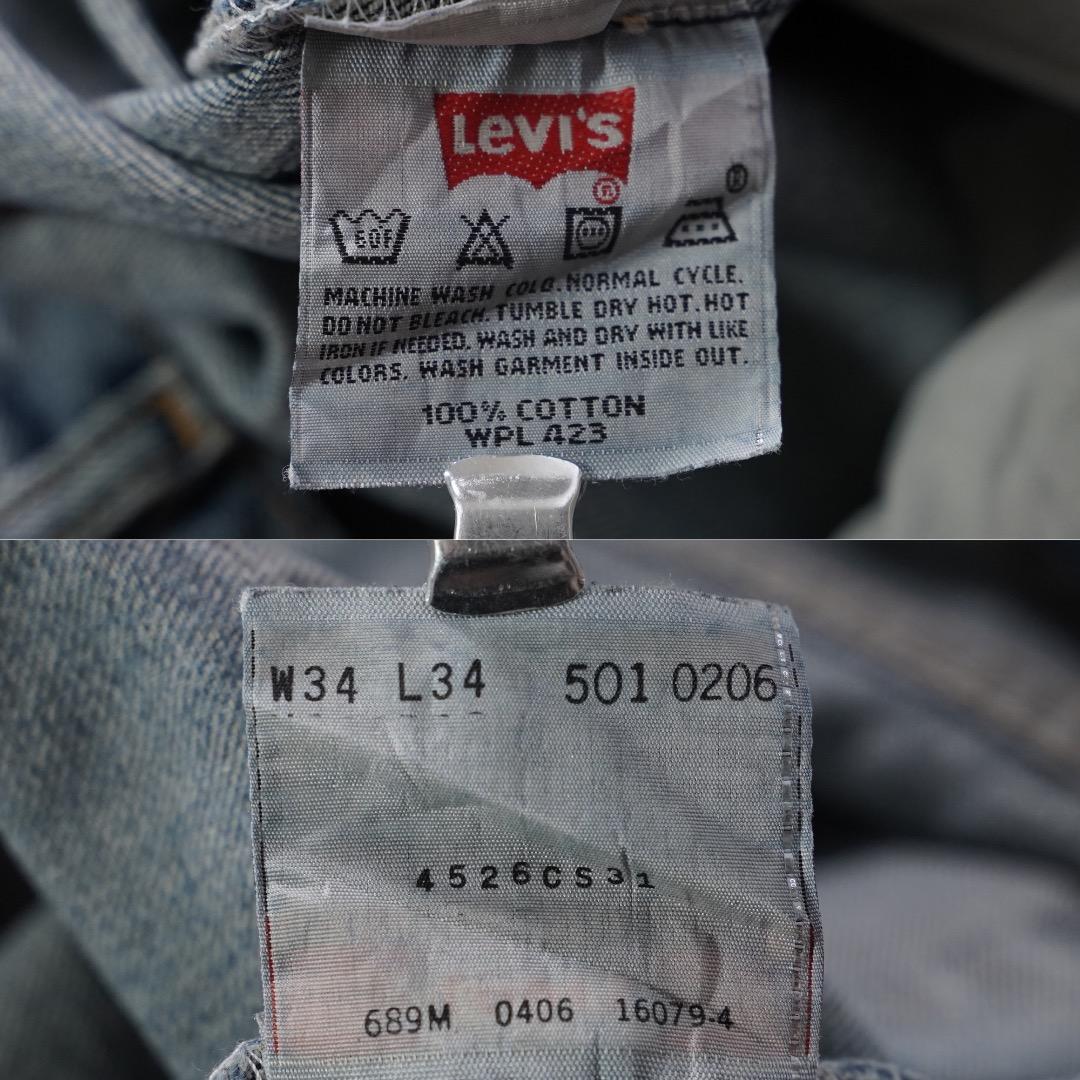 Levi's
®
®
80F
MACHINE WASH COLD. NORMAL CYCLE.
DO NOT BLEACH. TUMBLE DRY HOT. HOT
IRON IF NEEDED. WASH AND DRY WITH LIKE
COLORS. WASH GARMENT INSIDE OUT.
100% COTTON
WPL 423
W34 L34 501 0206
4526CS31
689M 0406 16079-4